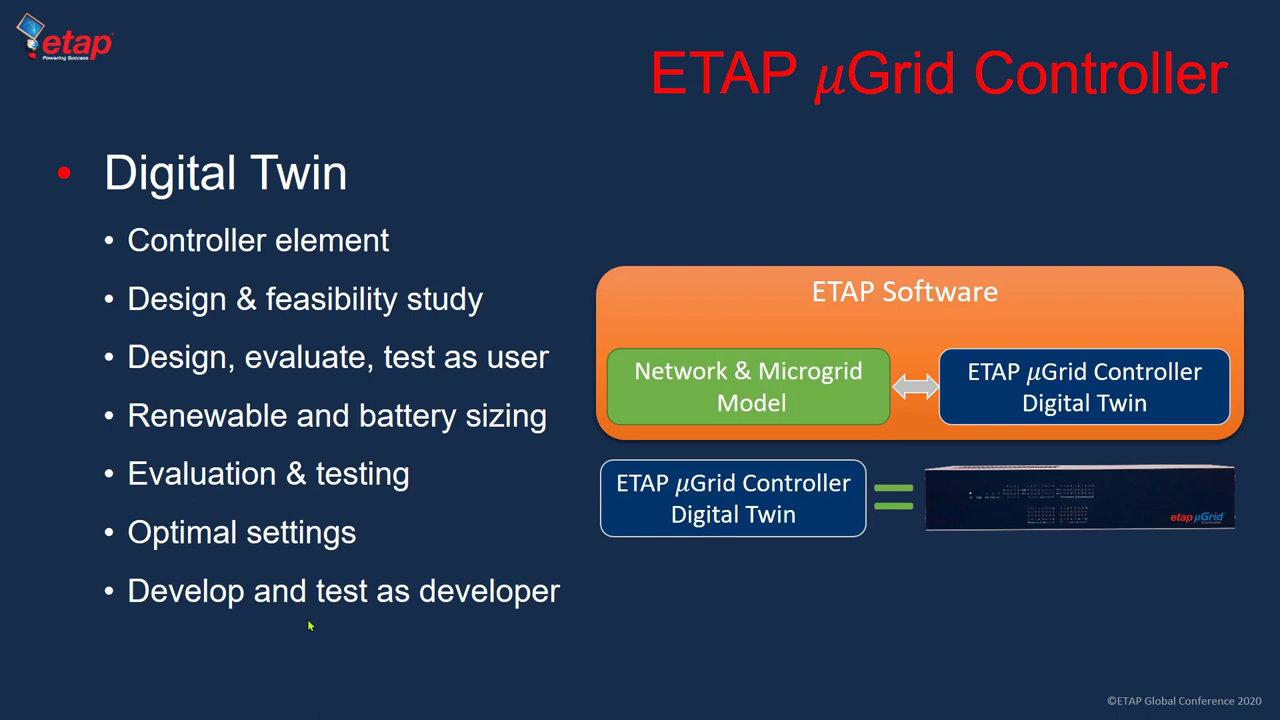 etap
Powering Success
ETAP μGrid Controller
• Digital Twin
• Controller element
• Design & feasibility study
• Design, evaluate, test as user
• Renewable and battery sizing
• Evaluation & testing
• Optimal settings
• Develop and test as developer
ETAP Software
Network & Microgrid
Model
ETAP μGrid Controller
Digital Twin
ETAP μGrid Controller
Digital Twin
etap μGrid
©ETAP Global Conference 2020